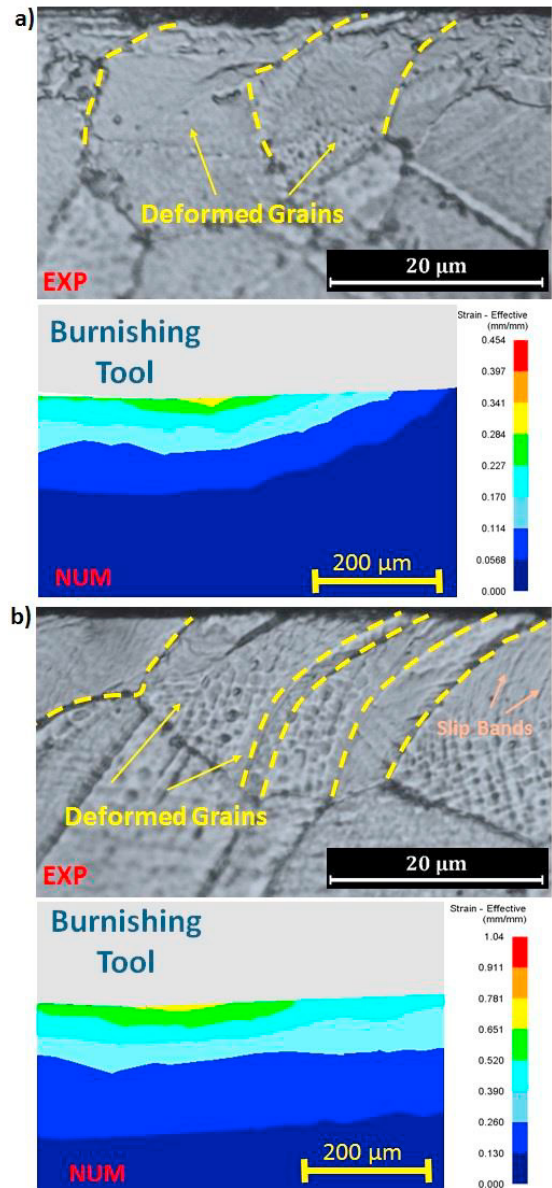 a)
Deformed Grains
20 µm
EXP
Burnishing
Tool
Strain - Effective
(mm/mm)
0.454
0.397
0.341
0.284
0.227
0.170
0.114
0.0568
0.000
200 µm
NUM
b)
Slip Bands
Deformed Grains
20 µm
EXP
Burnishing
Tool
Strain - Effective
(mm/mm)
1.04
0.911
0.781
0.651
0.520
0.390
0.260
0.130
0.000
200 µm
NUM